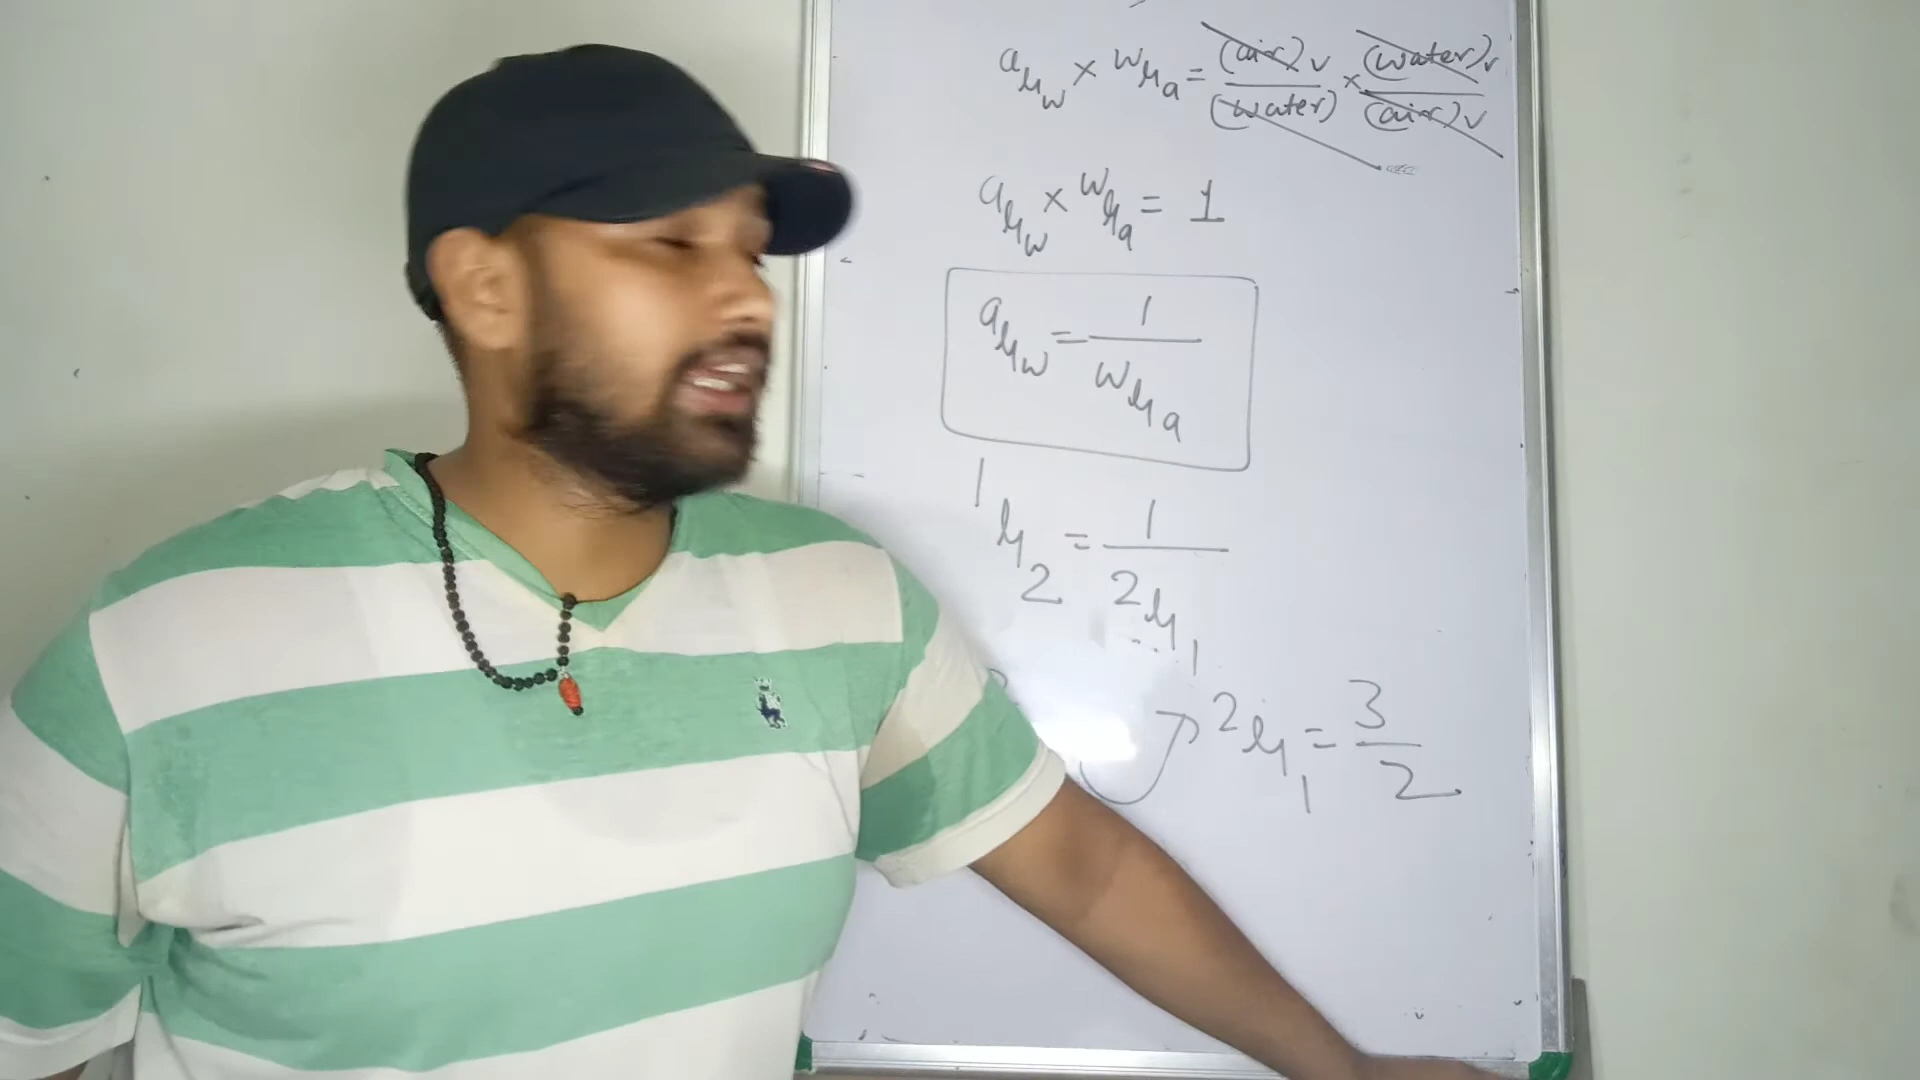 aμw × wμa = (air)v/(water) × (water)v/(air)v
aμw × wμa = 1
aμw = 1/wμa
1μ2 = 1/2μ1
2μ1 = 3/2